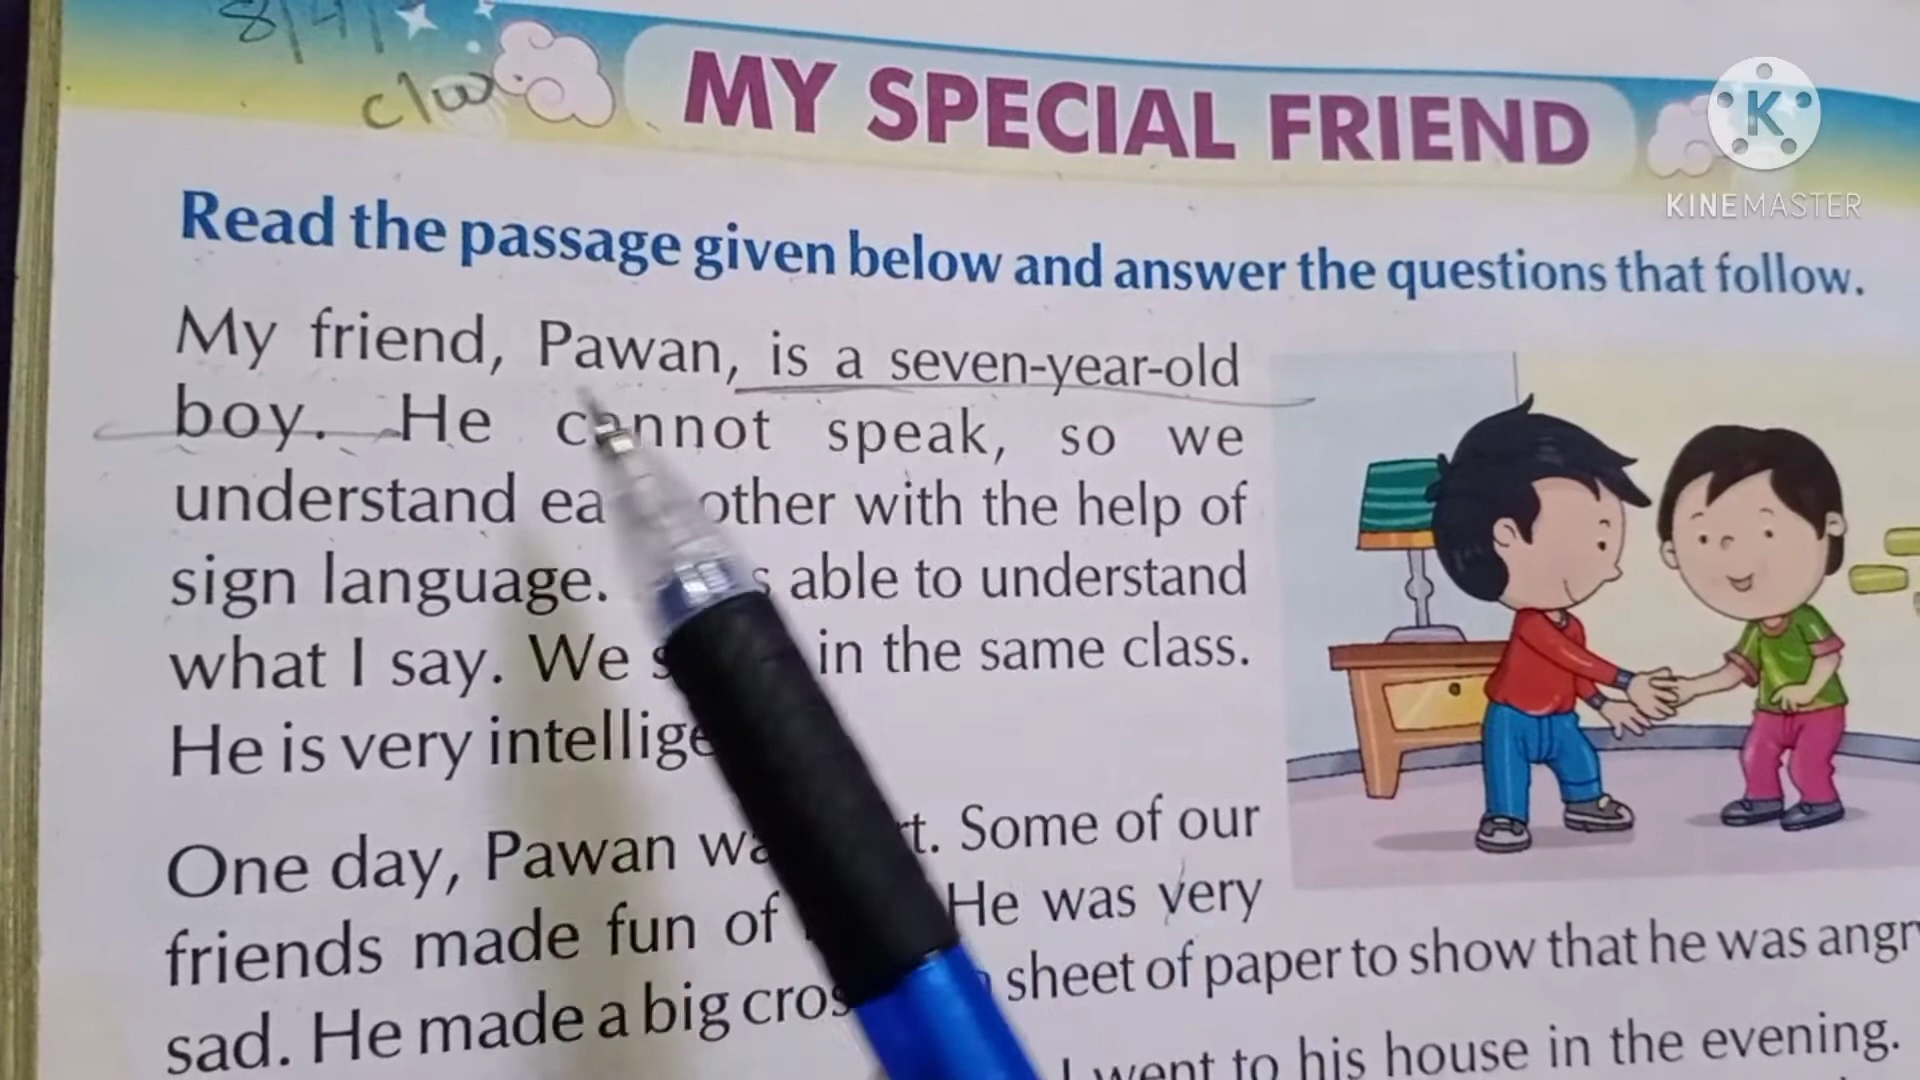 8/4/
MY SPECIAL FRIEND
K
KINEMASTER
Read the passage given below and answer the questions that follow.
My friend, Pawan, is a seven-year-old
boy. He cannot speak, so we
understand ea other with the help of
sign language. s able to understand
what I say. We s in the same class.
He is very intellige
One day, Pawan wa rt. Some of our
friends made fun of He was very
sad. He made a big cros sheet of paper to show that he was angr
I went to his house in the evening.